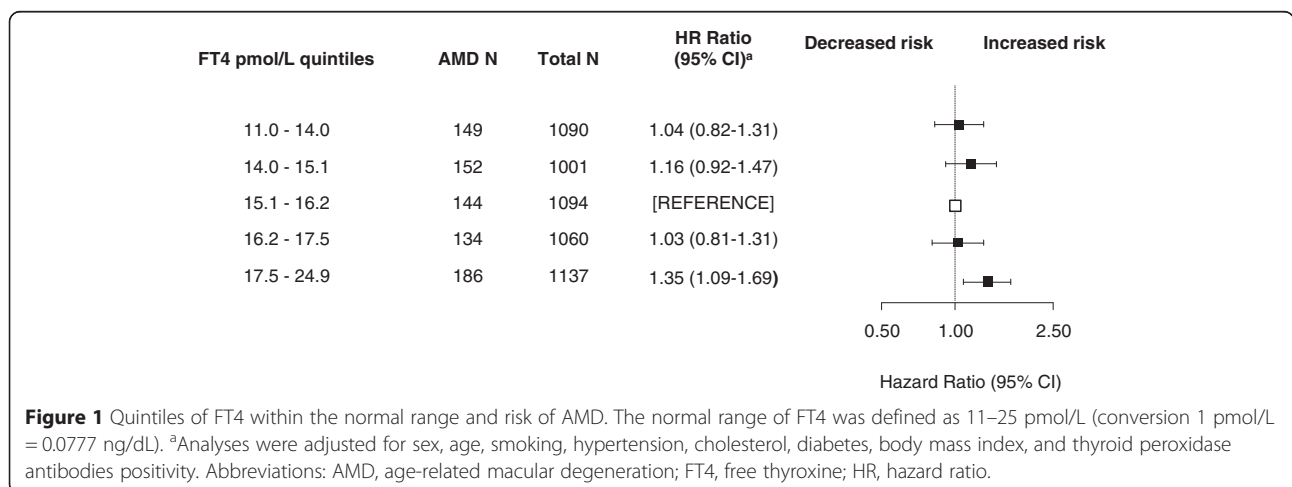 FT4 pmol/L quintiles AMD N Total N HR Ratio (95% CI)a Decreased risk Increased risk
11.0 - 14.0 149 1090 1.04 (0.82-1.31)
14.0 - 15.1 152 1001 1.16 (0.92-1.47)
15.1 - 16.2 144 1094 [REFERENCE]
16.2 - 17.5 134 1060 1.03 (0.81-1.31)
17.5 - 24.9 186 1137 1.35 (1.09-1.69)
0.50 1.00 2.50
Hazard Ratio (95% CI)
Figure 1 Quintiles of FT4 within the normal range and risk of AMD. The normal range of FT4 was defined as 11–25 pmol/L (conversion 1 pmol/L
= 0.0777 ng/dL). aAnalyses were adjusted for sex, age, smoking, hypertension, cholesterol, diabetes, body mass index, and thyroid peroxidase
antibodies positivity. Abbreviations: AMD, age-related macular degeneration; FT4, free thyroxine; HR, hazard ratio.